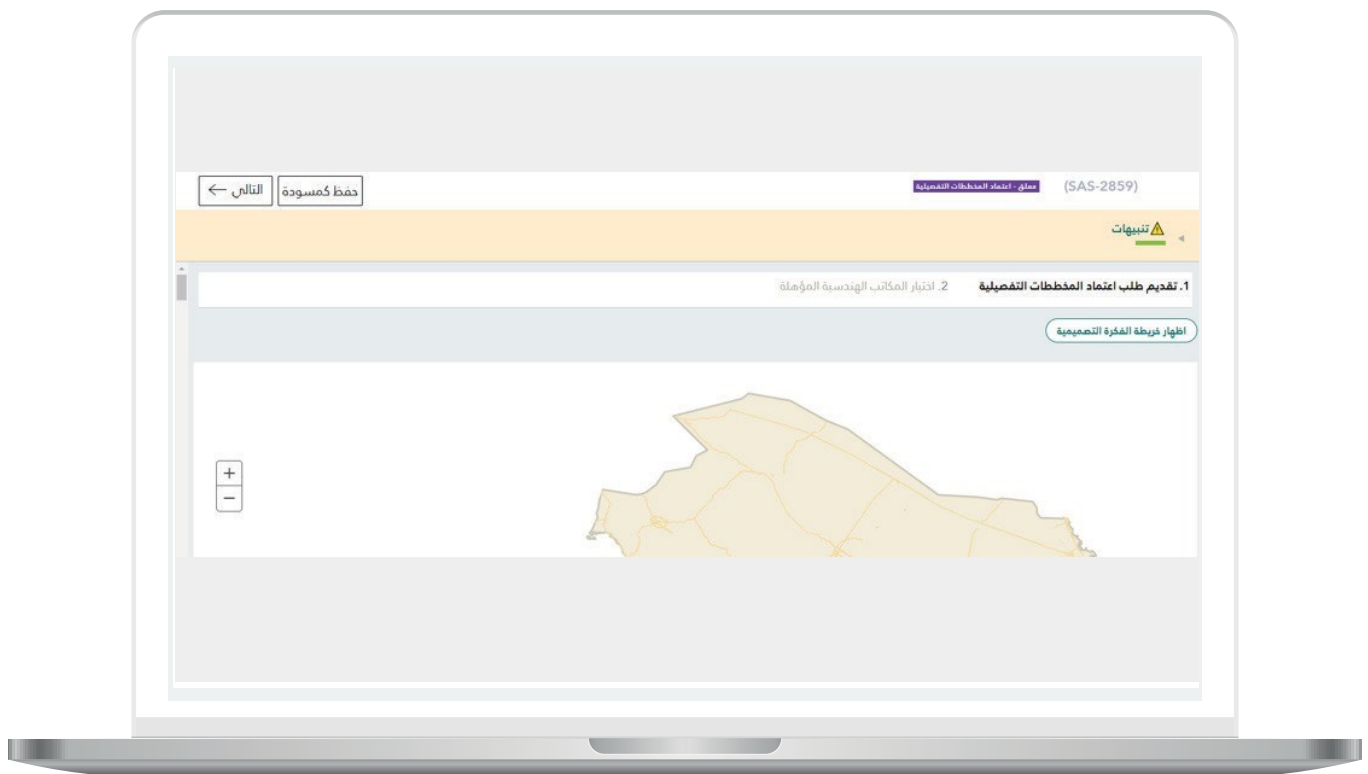 (SAS-2859) معلق - اعتماد المخططات التفصيلية حفظ كمسودة التالي ←
تنبيهات
1. تقديم طلب اعتماد المخططات التفصيلية 2. اختيار المكاتب الهندسية المؤهلة
اظهار خريطة الفكرة التصميمية
+
−